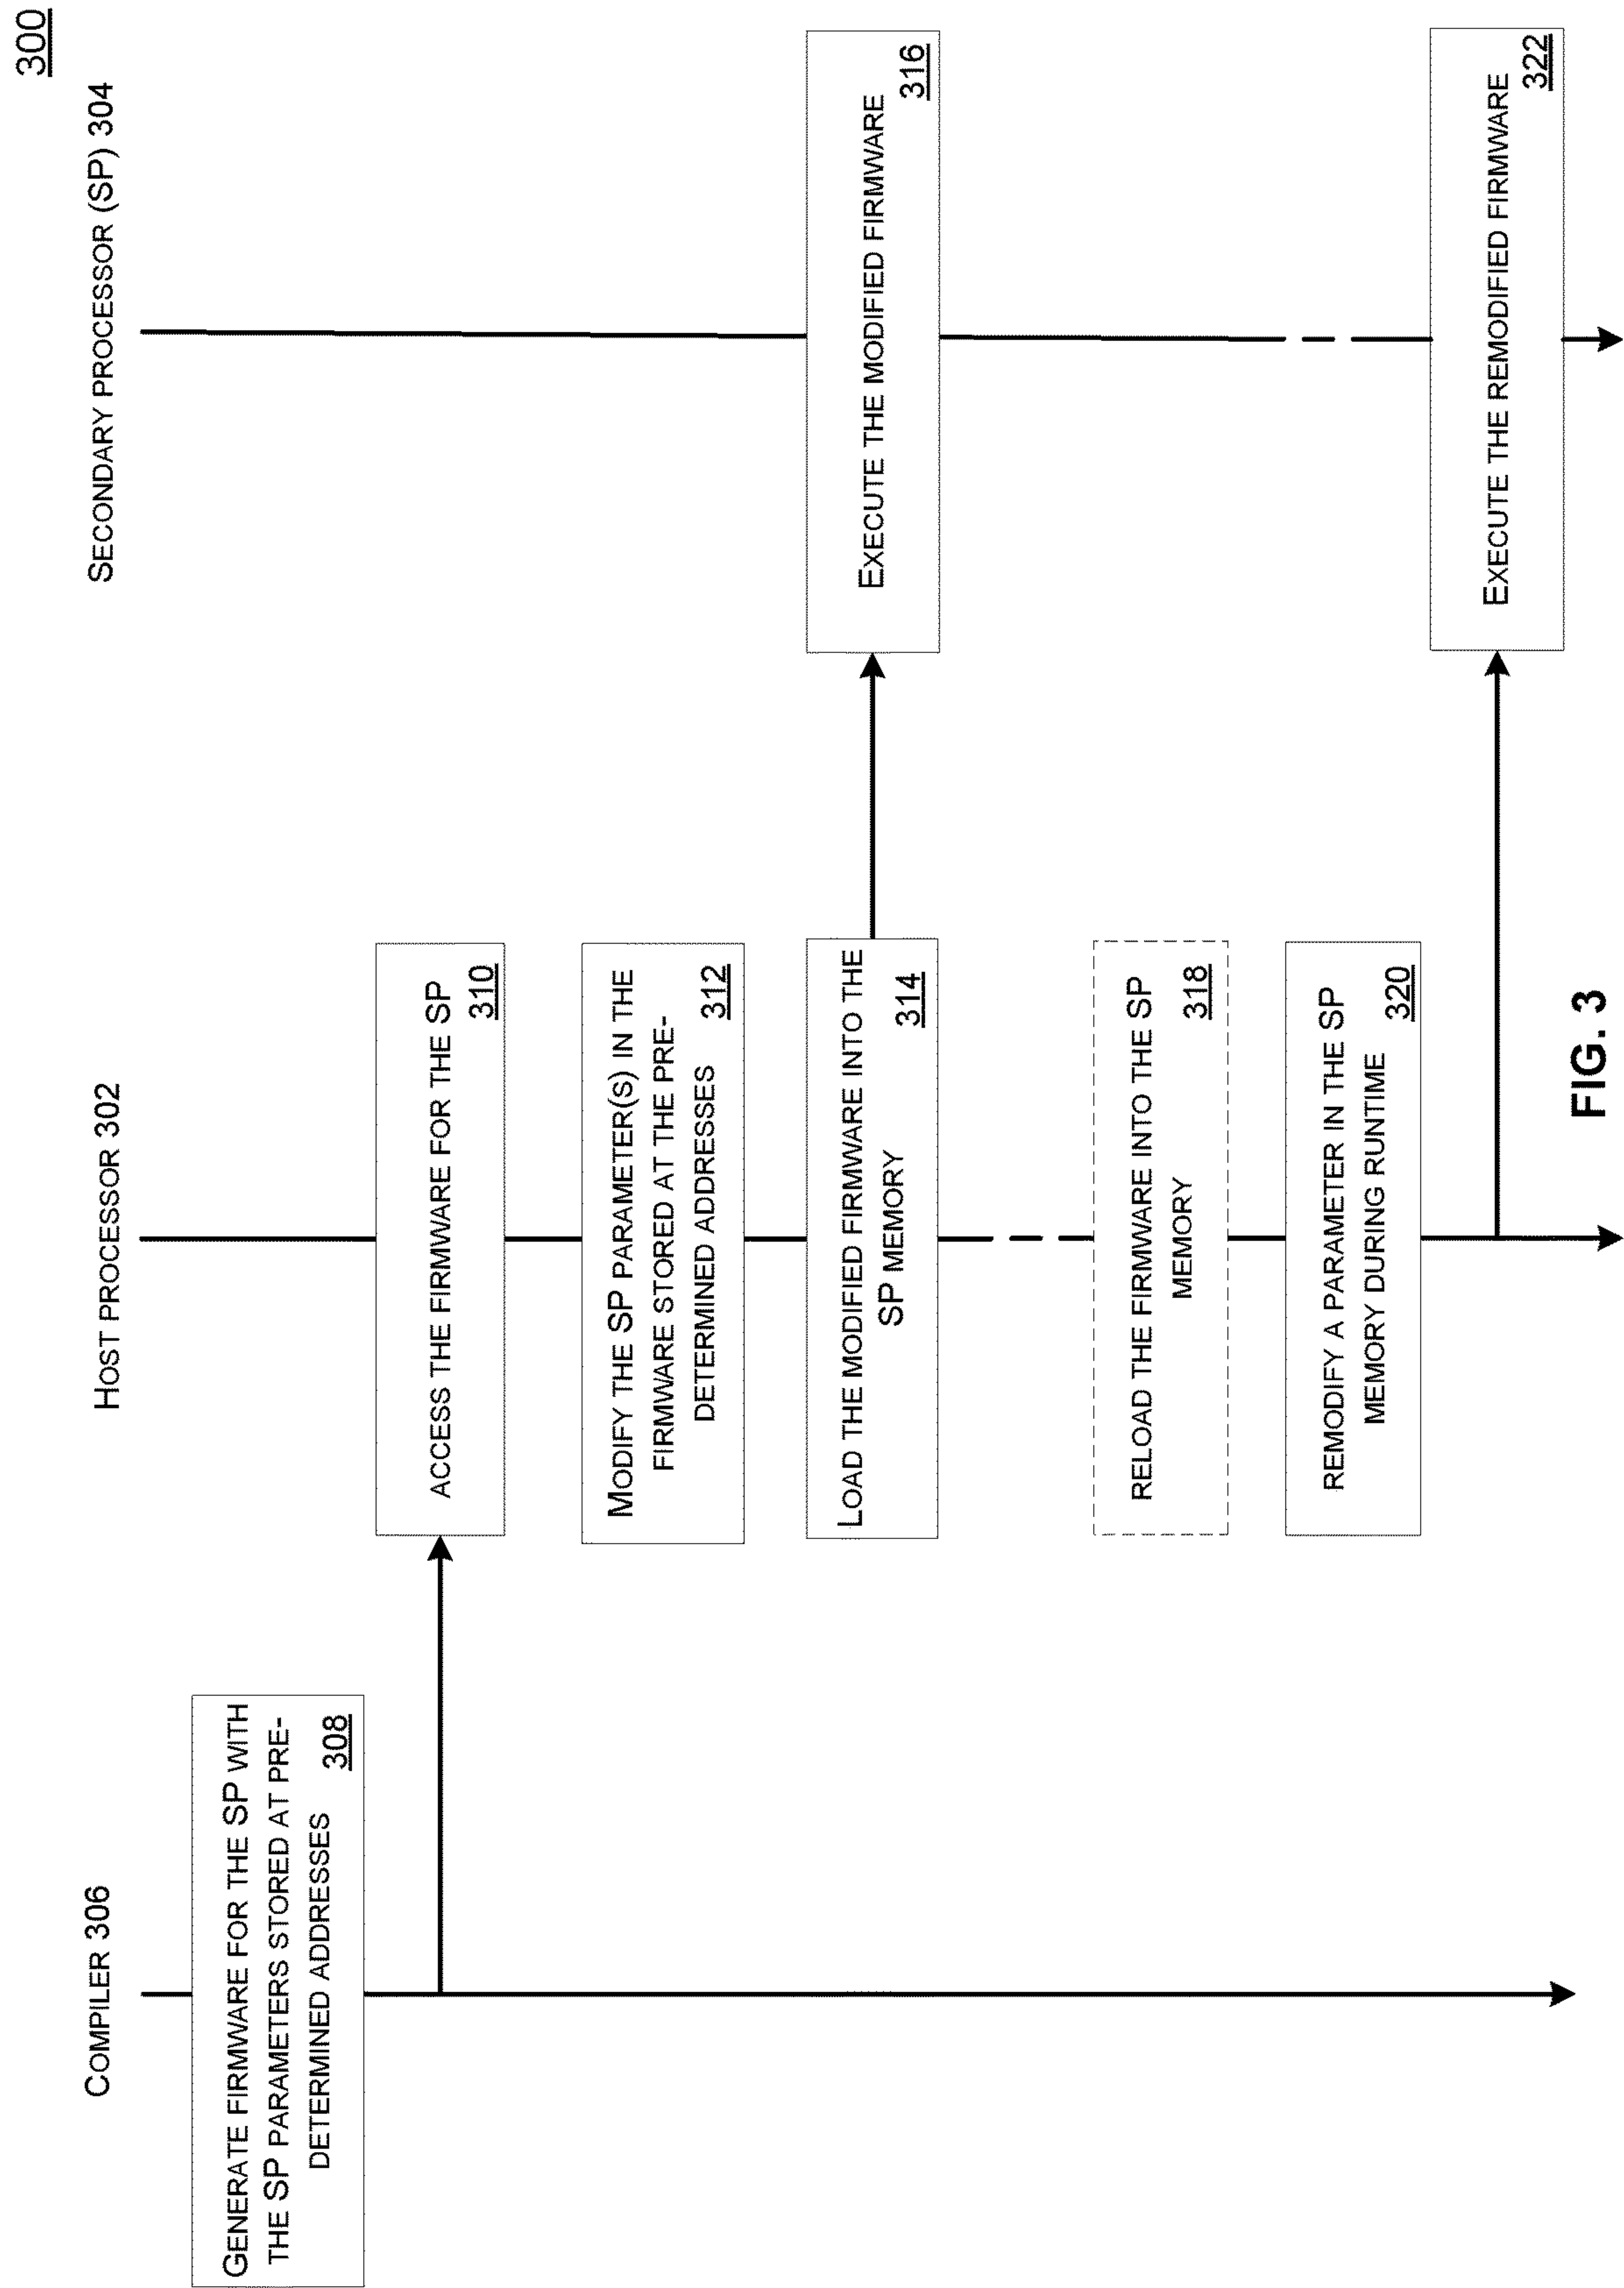 300
COMPILER 306
HOST PROCESSOR 302
SECONDARY PROCESSOR (SP) 304
GENERATE FIRMWARE FOR THE SP WITH
THE SP PARAMETERS STORED AT PRE-
DETERMINED ADDRESSES
308
ACCESS THE FIRMWARE FOR THE SP
310
MODIFY THE SP PARAMETER(S) IN THE
FIRMWARE STORED AT THE PRE-
DETERMINED ADDRESSES
312
LOAD THE MODIFIED FIRMWARE INTO THE
SP MEMORY
314
EXECUTE THE MODIFIED FIRMWARE
316
RELOAD THE FIRMWARE INTO THE SP
MEMORY
318
REMODIFY A PARAMETER IN THE SP
MEMORY DURING RUNTIME
320
EXECUTE THE REMODIFIED FIRMWARE
322
FIG. 3